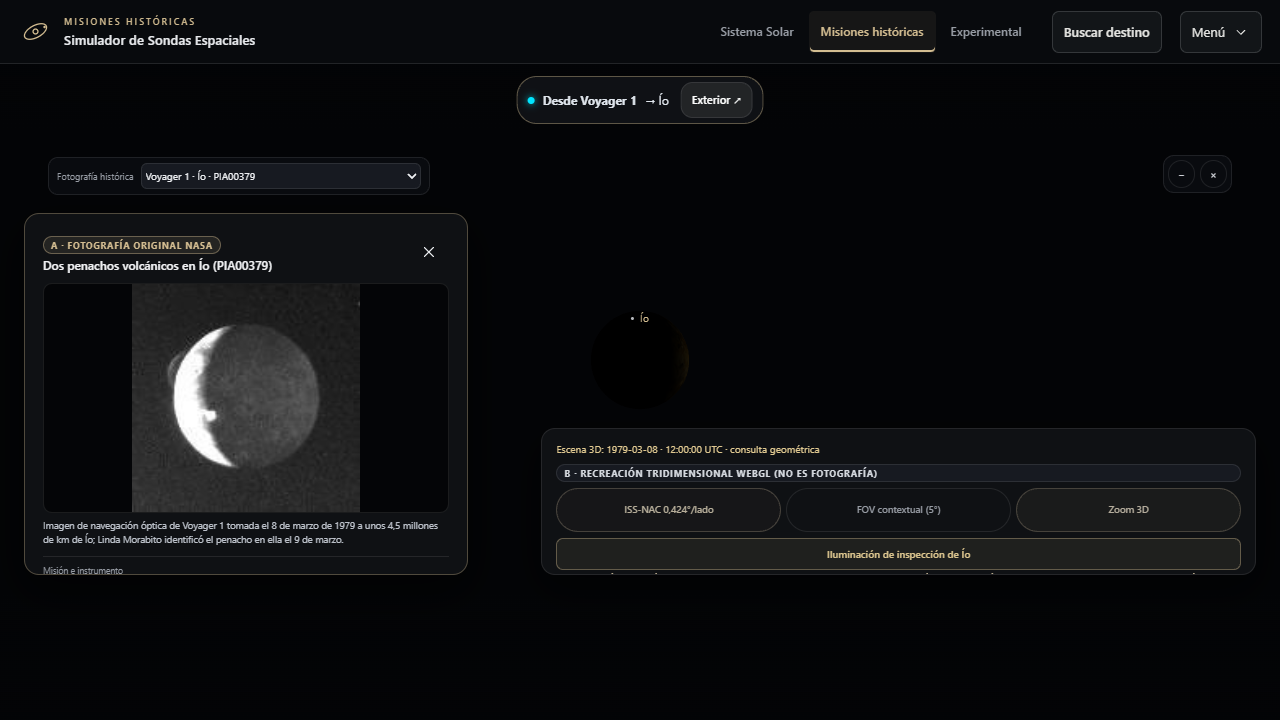 MISIONES HISTÓRICAS
Simulador de Sondas Espaciales
Sistema Solar
Misiones históricas
Experimental
Buscar destino
Menú
Desde Voyager 1 → Ío
Exterior ↗
Fotografía histórica
Voyager 1 · Ío · PIA00379
−
×
A · FOTOGRAFÍA ORIGINAL NASA
Dos penachos volcánicos en Ío (PIA00379)
Imagen de navegación óptica de Voyager 1 tomada el 8 de marzo de 1979 a unos 4,5 millones
de km de Ío; Linda Morabito identificó el penacho en ella el 9 de marzo.
Misión e instrumento
Ío
Escena 3D: 1979-03-08 · 12:00:00 UTC · consulta geométrica
B · RECREACIÓN TRIDIMENSIONAL WEBGL (NO ES FOTOGRAFÍA)
ISS-NAC 0,424°/lado
FOV contextual (5°)
Zoom 3D
Iluminación de inspección de Ío